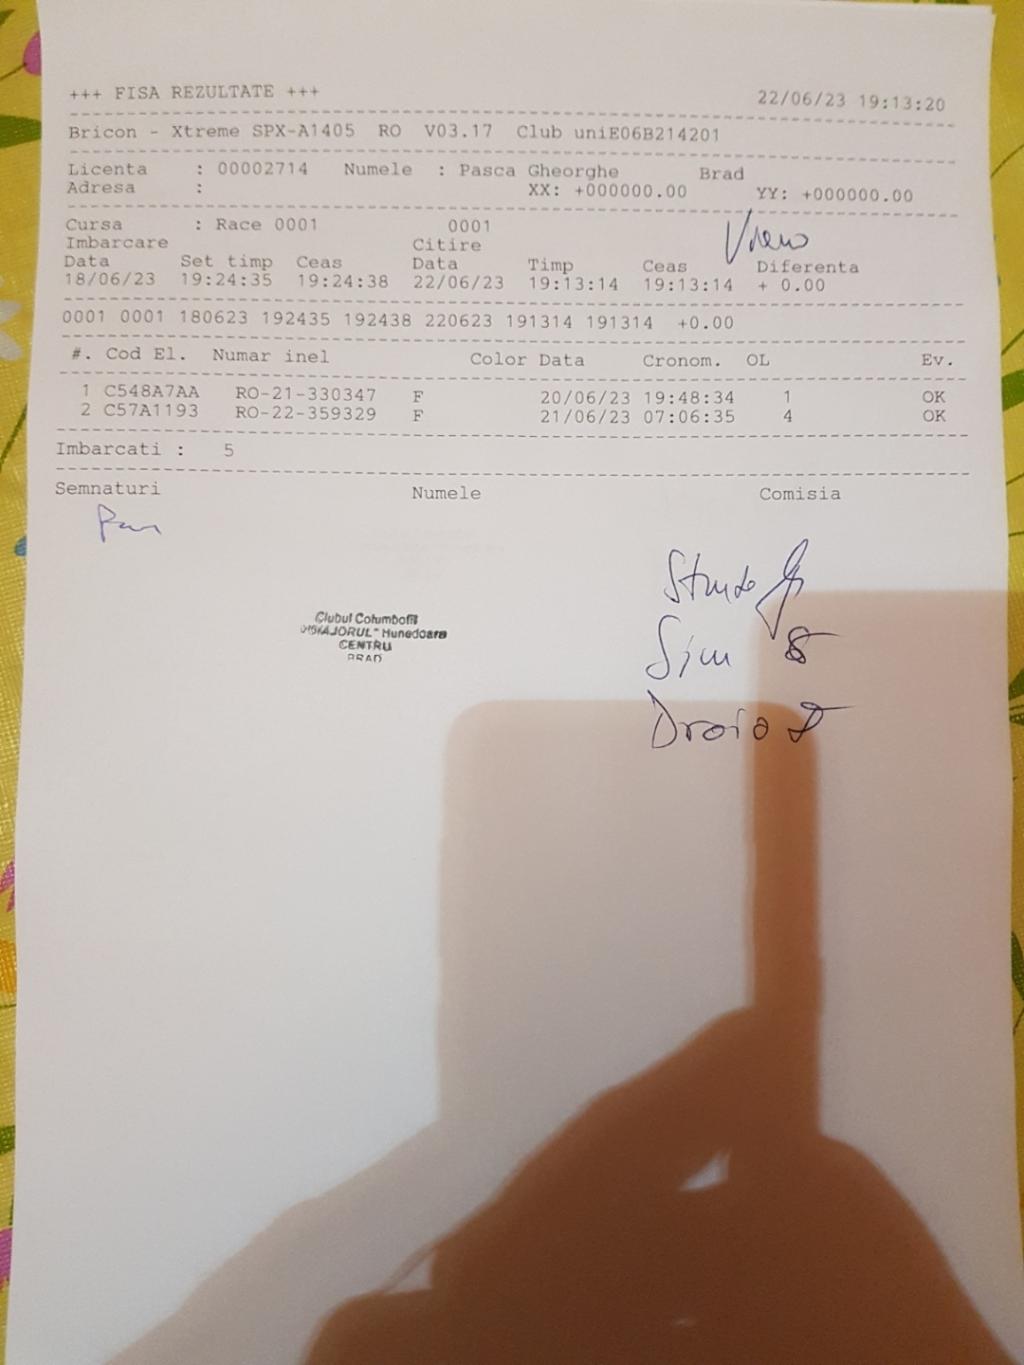 +++ FISA REZULTATE +++ 22/06/23 19:13:20
Bricon - Xtreme SPX-A1405 RO V03.17 Club uniE06B214201
Licenta : 00002714 Numele : Pasca Gheorghe Brad
Adresa : XX: +000000.00 YY: +000000.00
Cursa : Race 0001 0001
Imbarcare Citire
Data Set timp Ceas Data Timp Ceas Diferenta
18/06/23 19:24:35 19:24:38 22/06/23 19:13:14 19:13:14 + 0.00
0001 0001 180623 192435 192438 220623 191314 191314 +0.00
#. Cod El. Numar inel Color Data Cronom. OL Ev.
1 C548A7AA RO-21-330347 F 20/06/23 19:48:34 1 OK
2 C57A1193 RO-22-359329 F 21/06/23 07:06:35 4 OK
Imbarcati : 5
Semnaturi Numele Comisia
Clubul Columbofil
"VOIAJORUL" Hunedoara
CENTRU
BRAD